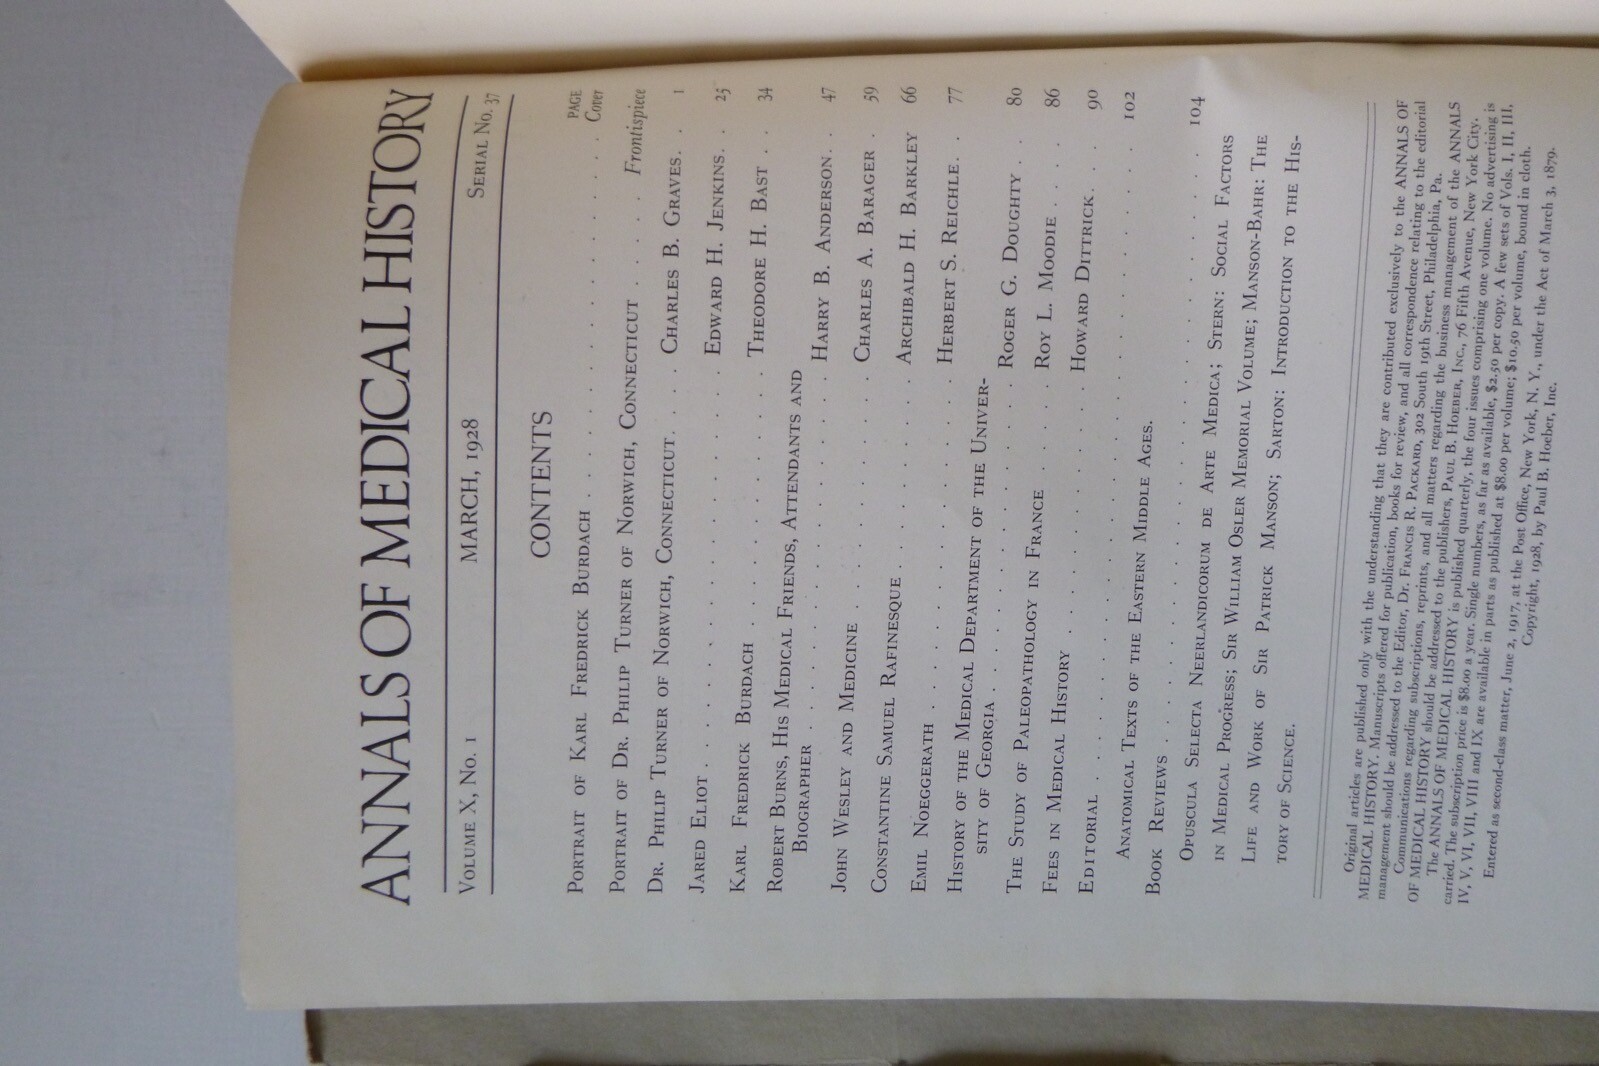 ANNALS OF MEDICAL HISTORY
VOLUME X, NO. 1 MARCH, 1928 SERIAL NO. 37
CONTENTS
PAGE
PORTRAIT OF KARL FREDRICK BURDACH . . . . . . . . . . . . . . . . . Cover
PORTRAIT OF DR. PHILIP TURNER OF NORWICH, CONNECTICUT . . . . Frontispiece
DR. PHILIP TURNER OF NORWICH, CONNECTICUT. . . . CHARLES B. GRAVES. . 1
JARED ELIOT . . . . . . . . . . . . . . . EDWARD H. JENKINS. . 25
KARL FREDRICK BURDACH . . . . . . . . . . . THEODORE H. BAST . . 34
ROBERT BURNS, HIS MEDICAL FRIENDS, ATTENDANTS AND
BIOGRAPHER . . . . . . . . . . . . . . . HARRY B. ANDERSON. . 47
JOHN WESLEY AND MEDICINE . . . . . . . . . . CHARLES A. BARAGER . 59
CONSTANTINE SAMUEL RAFINESQUE . . . . . . . . ARCHIBALD H. BARKLEY 66
EMIL NOEGGERATH . . . . . . . . . . . . . . HERBERT S. REICHLE. . 77
HISTORY OF THE MEDICAL DEPARTMENT OF THE UNIVER-
SITY OF GEORGIA . . . . . . . . . . . . . ROGER G. DOUGHTY . . 80
THE STUDY OF PALEOPATHOLOGY IN FRANCE . . . . . ROY L. MOODIE . . . . 86
FEES IN MEDICAL HISTORY . . . . . . . . . . . HOWARD DITTRICK. . . 90
EDITORIAL . . . . . . . . . . . . . . . . . . . . . . . . . . 102
ANATOMICAL TEXTS OF THE EASTERN MIDDLE AGES.
BOOK REVIEWS . . . . . . . . . . . . . . . . . . . . . . . . 104
OPUSCULA SELECTA NEERLANDICORUM DE ARTE MEDICA; STERN: SOCIAL FACTORS
IN MEDICAL PROGRESS; SIR WILLIAM OSLER MEMORIAL VOLUME; MANSON-BAHR: THE
LIFE AND WORK OF SIR PATRICK MANSON; SARTON: INTRODUCTION TO THE HIS-
TORY OF SCIENCE.
Original articles are published only with the understanding that they are contributed exclusively to the ANNALS OF
MEDICAL HISTORY. Manuscripts offered for publication, books for review, and all correspondence relating to the editorial
management should be addressed to the Editor, DR. FRANCIS R. PACKARD, 302 South 19th Street, Philadelphia, Pa.
Communications regarding subscriptions, reprints, and all matters regarding the business management of the ANNALS
OF MEDICAL HISTORY should be addressed to the publishers, PAUL B. HOEBER, INC., 76 Fifth Avenue, New York City.
The ANNALS OF MEDICAL HISTORY is published quarterly, the four issues comprising one volume. No advertising is
carried. The subscription price is $8.00 a year. Single numbers, as far as available, $2.50 per copy. A few sets of Vols. I, II, III,
IV, V, VI, VII, VIII and IX are available in parts as published at $8.00 per volume; $10.50 per volume, bound in cloth.
Entered as second-class matter, June 2, 1917, at the Post Office, New York, N. Y., under the Act of March 3, 1879.
Copyright, 1928, by Paul B. Hoeber, Inc.